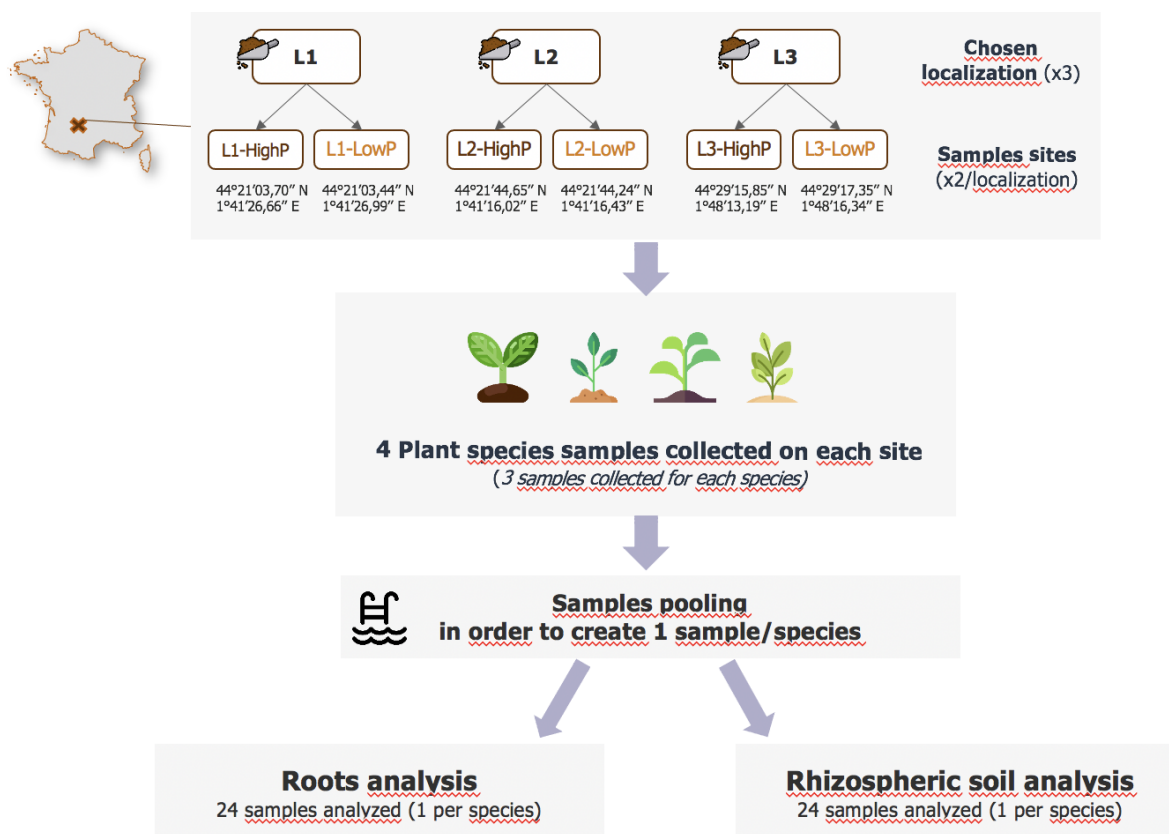 L1
L2
L3
Chosen
localization (x3)
L1-HighP
L1-LowP
L2-HighP
L2-LowP
L3-HighP
L3-LowP
Samples sites
(x2/localization)
44°21’03,70’’ N
1°41’26,66’’ E
44°21’03,44’’ N
1°41’26,99’’ E
44°21’44,65’’ N
1°41’16,02’’ E
44°21’44,24’’ N
1°41’16,43’’ E
44°29’15,85’’ N
1°48’13,19’’ E
44°29’17,35’’ N
1°48’16,34’’ E
4 Plant species samples collected on each site
(3 samples collected for each species)
Samples pooling
in order to create 1 sample/species
Roots analysis
24 samples analyzed (1 per species)
Rhizospheric soil analysis
24 samples analyzed (1 per species)